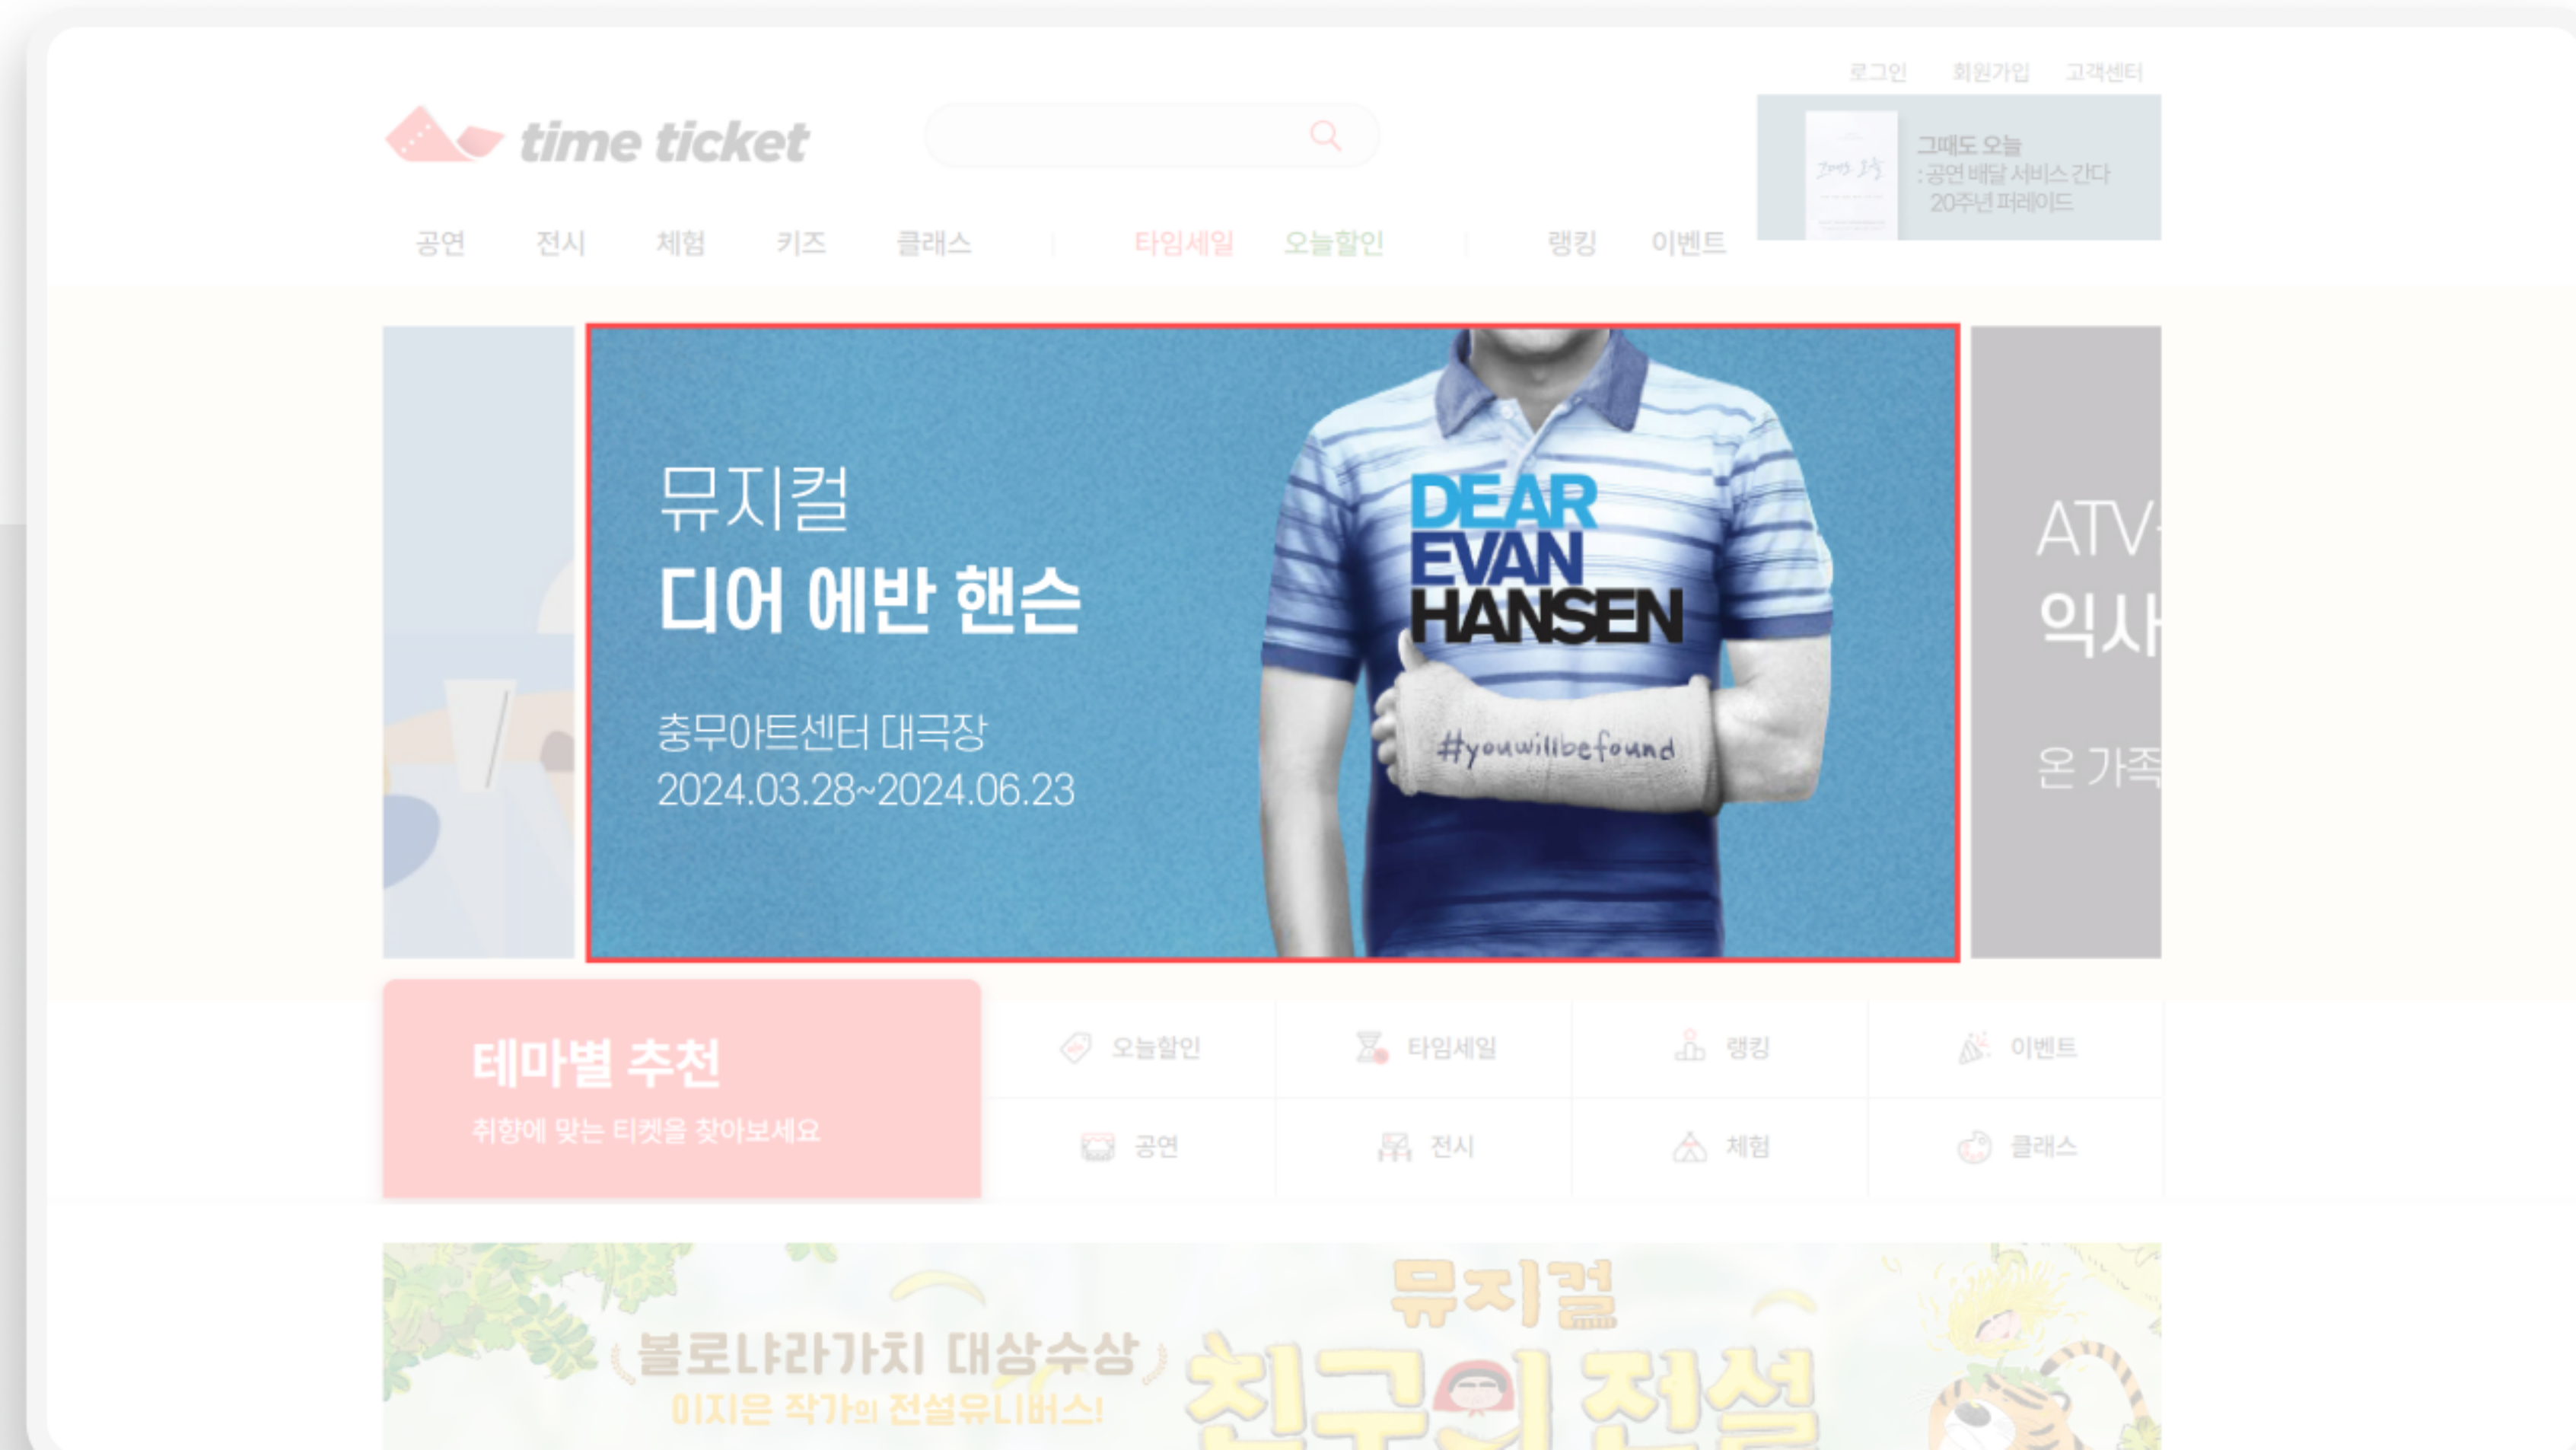 로그인 회원가입 고객센터
time ticket
그때도 오늘
그때도 오늘
: 공연 배달 서비스 간다
20주년 퍼레이드
공연 전시 체험 키즈 클래스 타임세일 오늘할인 랭킹 이벤트
뮤지컬
디어 에반 핸슨
충무아트센터 대극장
2024.03.28~2024.06.23
DEAR
EVAN
HANSEN
#youwillbefound
ATV
익사
온 가족
테마별 추천
취향에 맞는 티켓을 찾아보세요
오늘할인 타임세일 랭킹 이벤트
공연 전시 체험 클래스
볼로냐라가치 대상수상
이지은 작가의 전설유니버스!
뮤지컬
친구의 전설